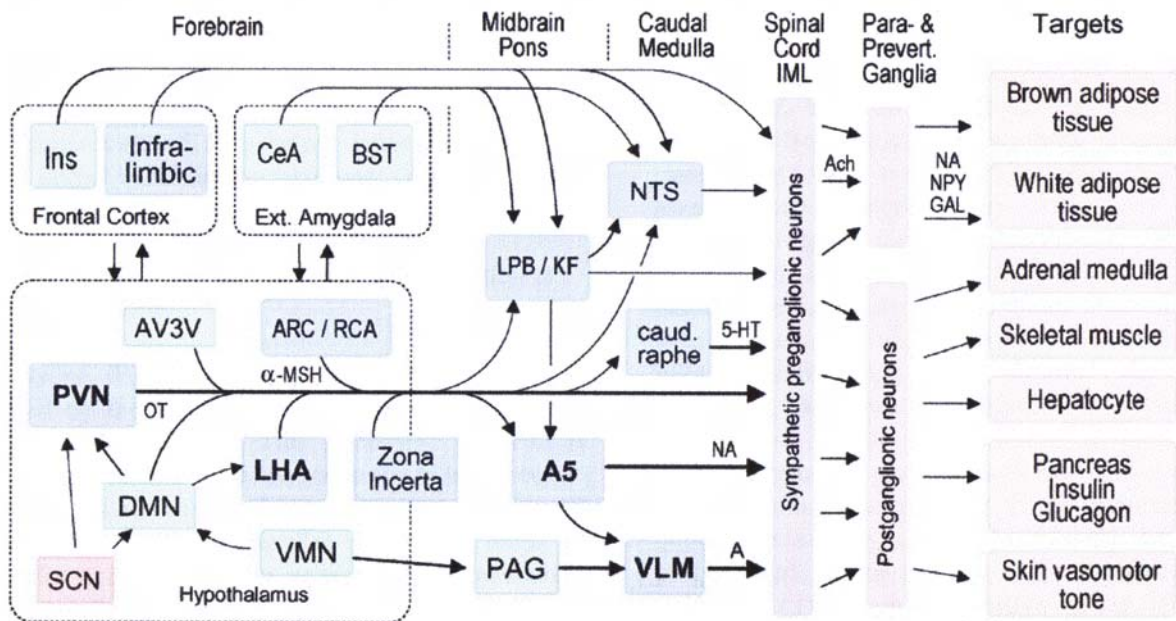 Forebrain
Midbrain
Pons
Caudal
Medulla
Spinal
Cord
IML
Para- &
Prevert.
Ganglia
Targets
Ins
Infra-
limbic
Frontal Cortex
CeA
BST
Ext. Amygdala
NTS
LPB / KF
caud.
raphe
5-HT
AV3V
ARC / RCA
α-MSH
PVN
OT
LHA
Zona
Incerta
A5
NA
DMN
VMN
SCN
Hypothalamus
PAG
VLM
A
Sympathetic preganglionic neurons
Ach
Postganglionic neurons
NA
NPY
GAL
Brown adipose
tissue
White adipose
tissue
Adrenal medulla
Skeletal muscle
Hepatocyte
Pancreas
Insulin
Glucagon
Skin vasomotor
tone